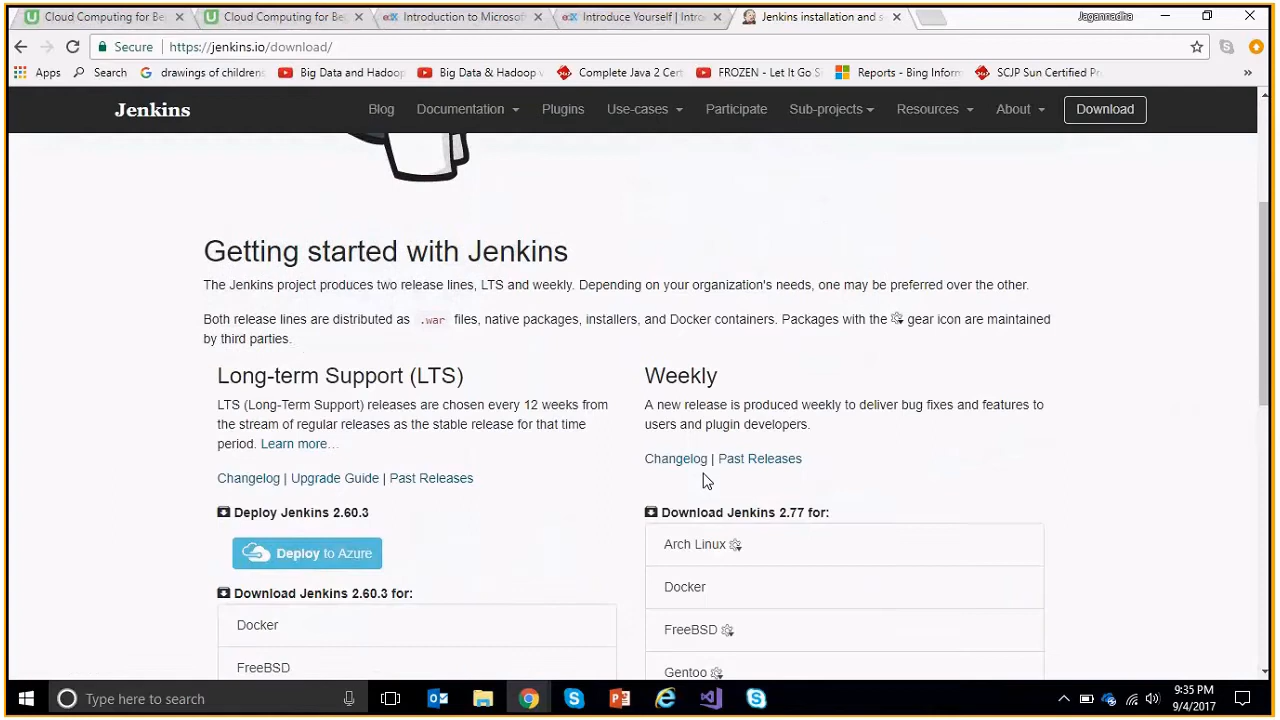 Cloud Computing for Be
Cloud Computing for Be
Introduction to Microsof
Introduce Yourself | Intro
Jenkins installation and s
Jagannadha
Secure
https://jenkins.io/download/
Apps
Search
drawings of childrens
Big Data and Hadoop
Big Data & Hadoop
Complete Java 2 Cert
FROZEN - Let It Go S
Reports - Bing Inform
SCJP Sun Certified Pr
»
Jenkins
Blog
Documentation
Plugins
Use-cases
Participate
Sub-projects
Resources
About
Download
Getting started with Jenkins
The Jenkins project produces two release lines, LTS and weekly. Depending on your organization's needs, one may be preferred over the other.
Both release lines are distributed as .war files, native packages, installers, and Docker containers. Packages with the gear icon are maintained
by third parties.
Long-term Support (LTS)
LTS (Long-Term Support) releases are chosen every 12 weeks from
the stream of regular releases as the stable release for that time
period. Learn more…
Changelog | Upgrade Guide | Past Releases
Deploy Jenkins 2.60.3
Deploy to Azure
Download Jenkins 2.60.3 for:
Docker
FreeBSD
Weekly
A new release is produced weekly to deliver bug fixes and features to
users and plugin developers.
Changelog | Past Releases
Download Jenkins 2.77 for:
Arch Linux
Docker
FreeBSD
Gentoo
Type here to search
9:35 PM
9/4/2017